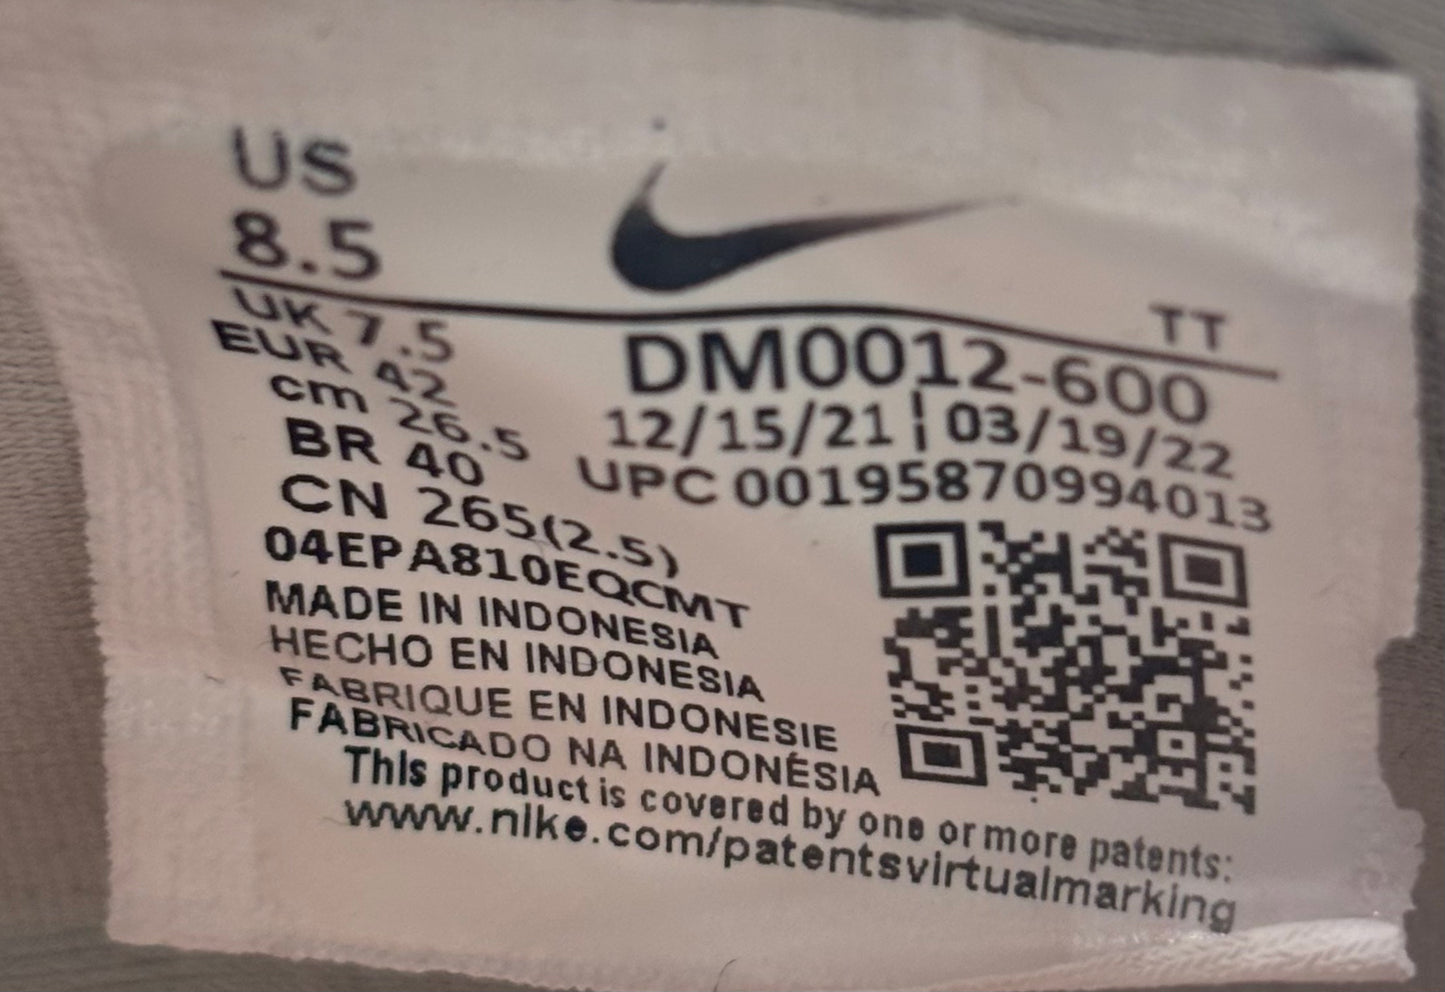 US
8.5
TT
UK 7.5
EUR 42
cm 26.5
BR 40
CN 265(2.5)
DM0012-600
12/15/21 ¦ 03/19/22
UPC 00195870994013
04EPA810EQCMT
MADE IN INDONESIA
HECHO EN INDONESIA
FABRIQUE EN INDONESIE
FABRICADO NA INDONÉSIA
This product is covered by one or more patents:
www.nike.com/patentsvirtualmarking